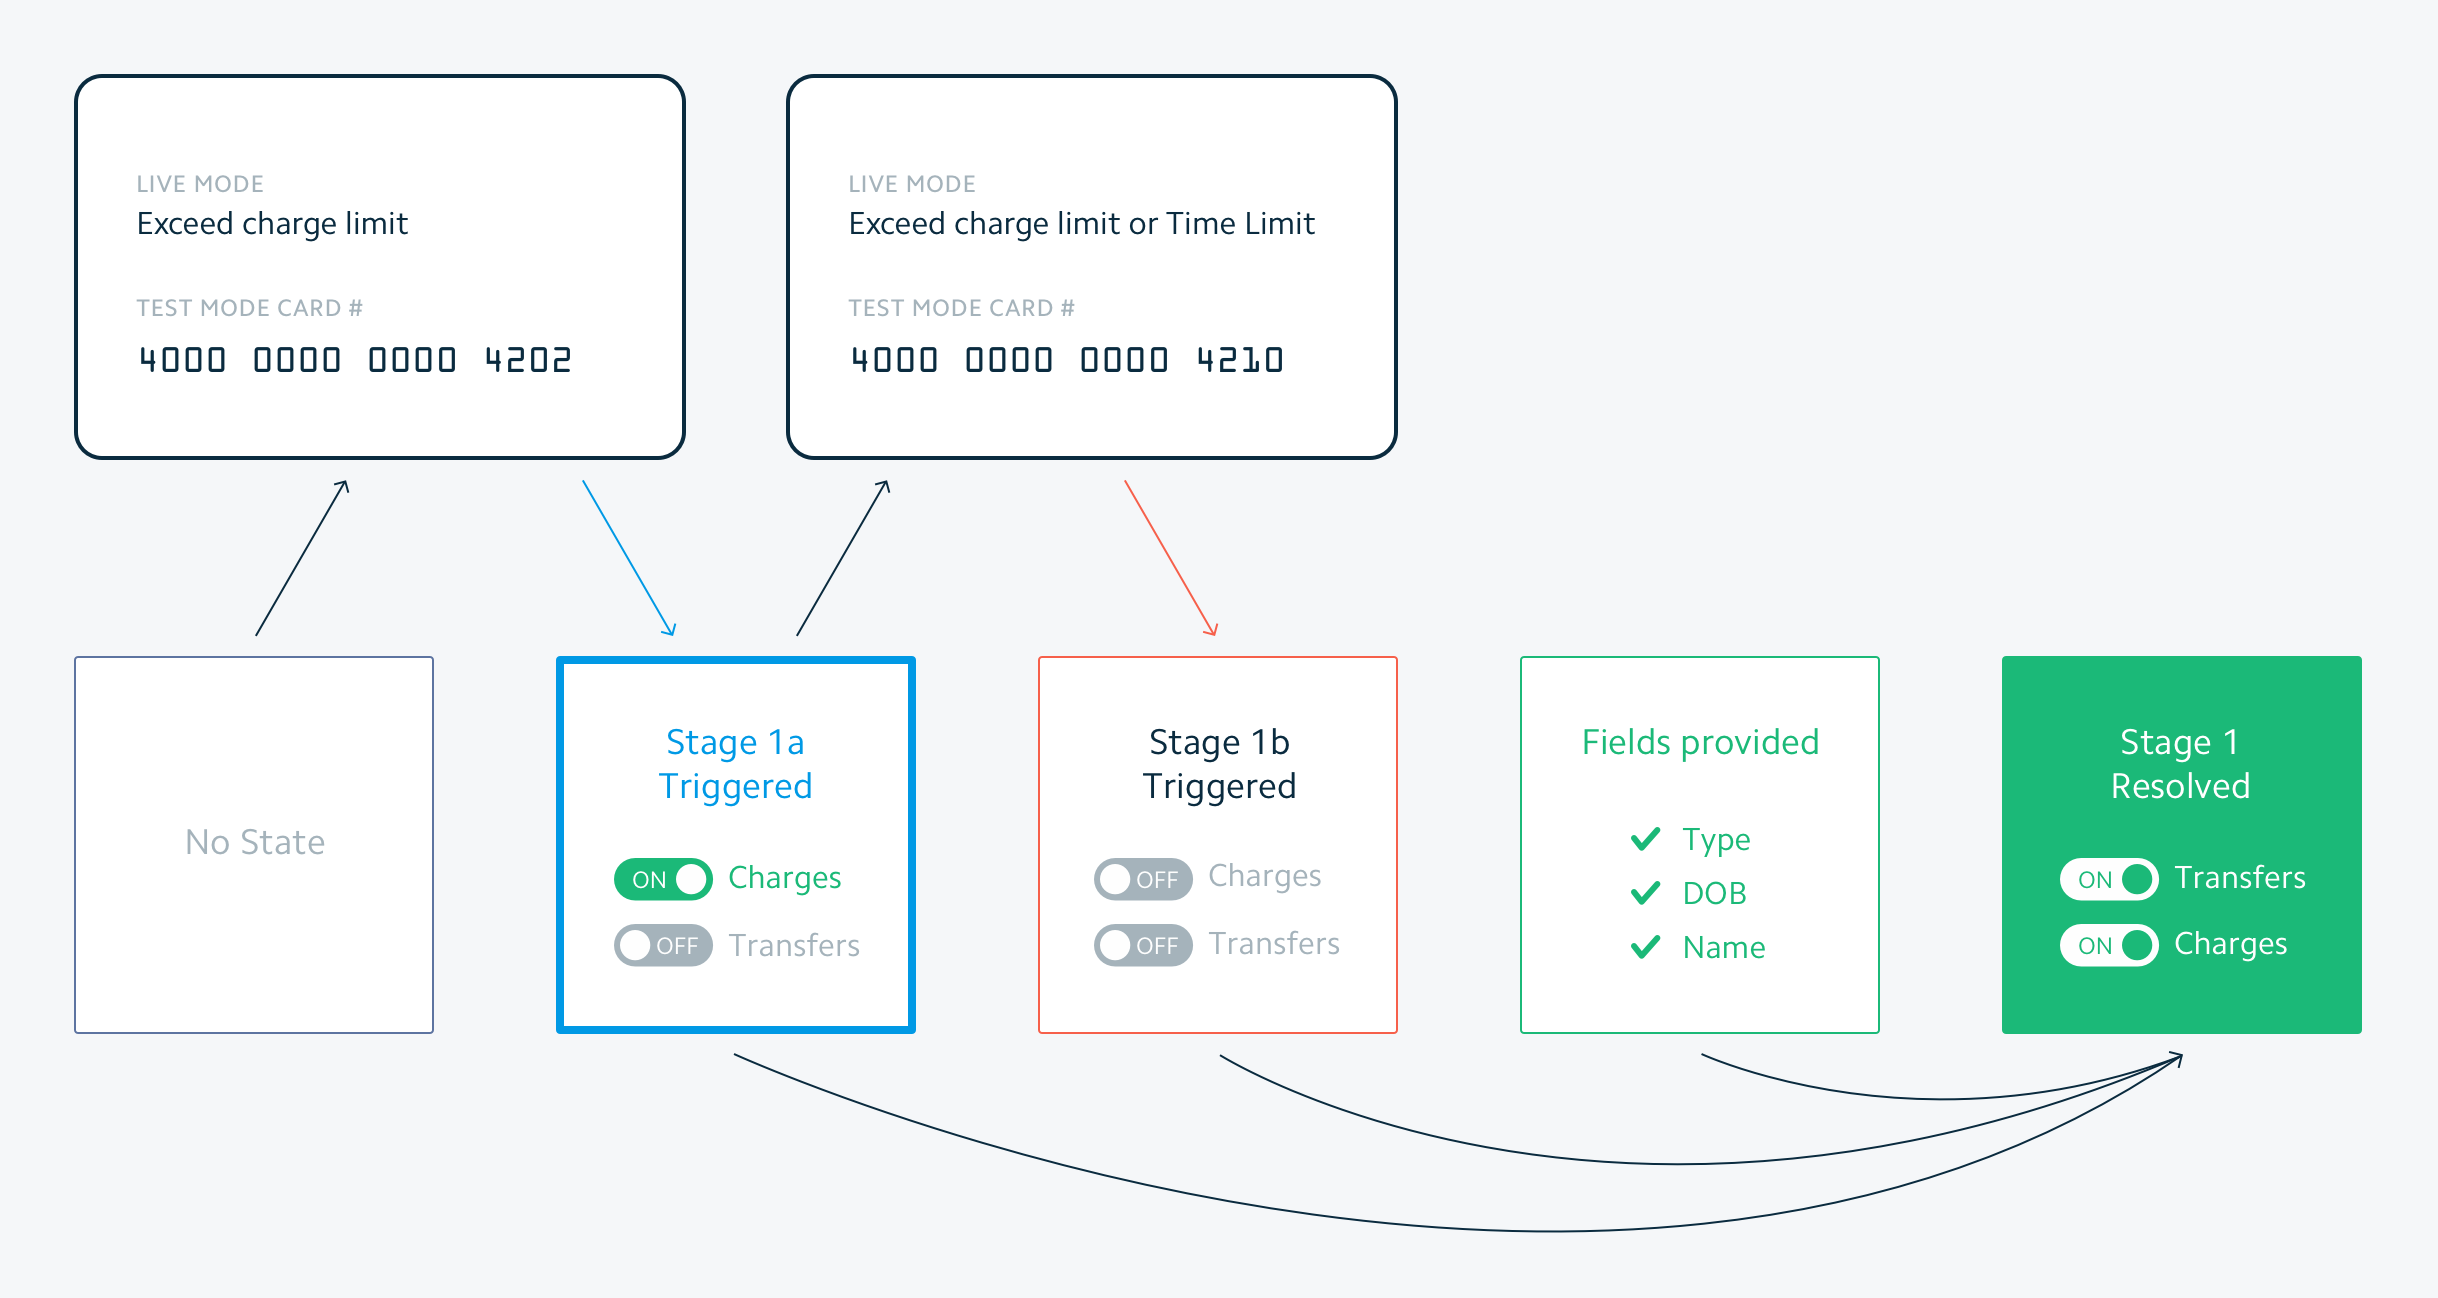 LIVE MODE
Exceed charge limit
TEST MODE CARD #
4000 0000 0000 4202
LIVE MODE
Exceed charge limit or Time Limit
TEST MODE CARD #
4000 0000 0000 4210
No State
Stage 1a
Triggered
ON Charges
OFF Transfers
Stage 1b
Triggered
OFF Charges
OFF Transfers
Fields provided
Type
DOB
Name
Stage 1
Resolved
ON Transfers
ON Charges